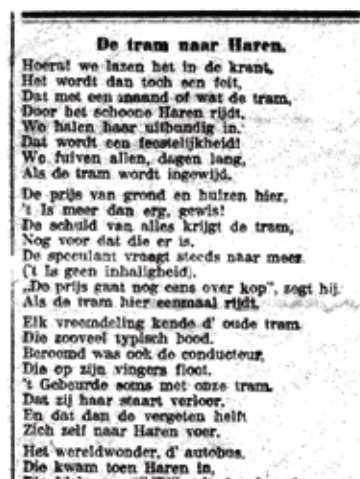 De tram naar Haren.
Hoera! we lazen het in de krant,
Het wordt dan toch een feit,
Dat met een maand of wat de tram,
Door het schoone Haren rijdt.
We halen haar uitbundig in.
Dat wordt een feestelijkheid!
We fuiven allen, dagen lang,
Als de tram wordt ingewijd.
De prijs van grond en huizen hier,
't Is meer dan erg, gewis!
De schuld van alles krijgt de tram,
Nog voor dat die er is.
De speculant vraagt steeds naar meer
('t Is geen inhaligheid).
„De prijs gaat nog eens over kop", zegt hij
Als de tram hier eenmaal rijdt.
Elk vreemdeling kende d' oude tram
Die zooveel typisch bood.
Beroemd was ook de conducteur,
Die op zijn vingers floot.
't Gebeurde soms met onze tram.
Dat zij haar staart verloor.
En dat dan de vergeten helft
Zich zelf naar Haren voer.
Het wereldwonder, d' autobus.
Die kwam toen Haren in,